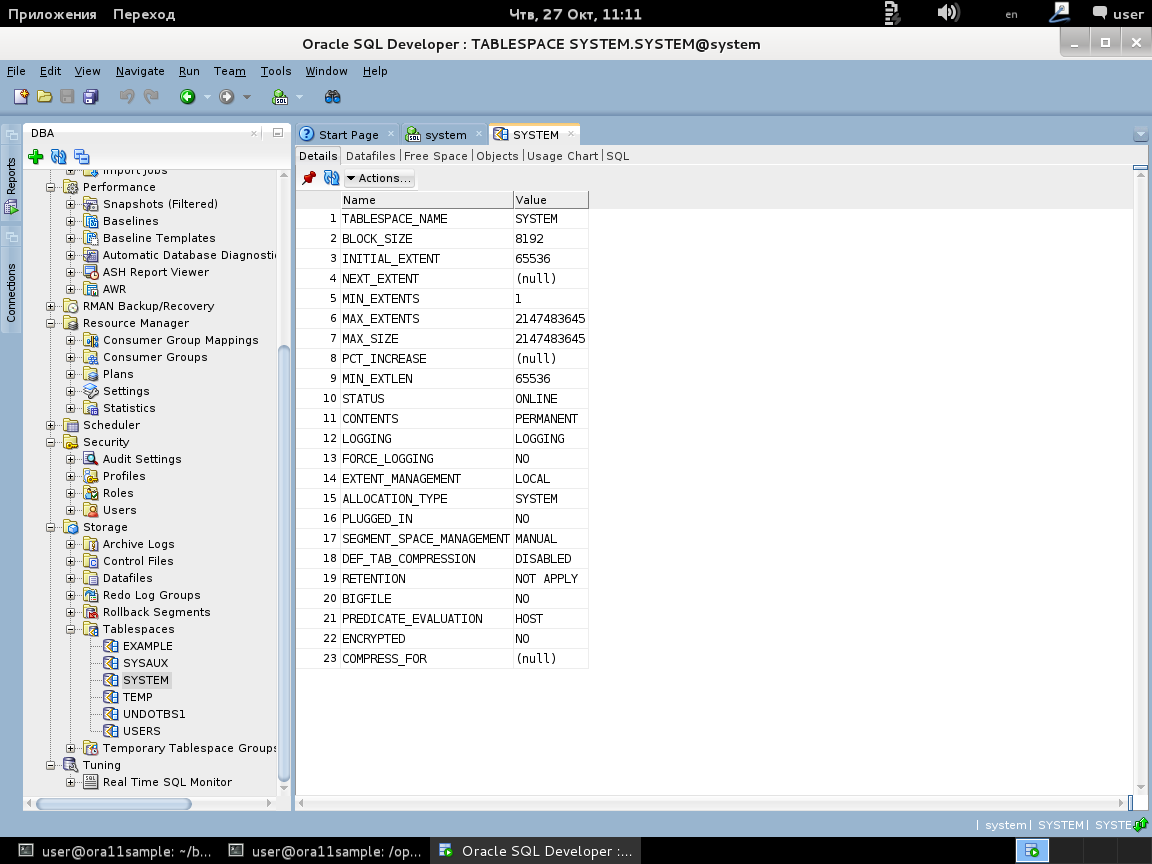 Приложения Переход Чтв, 27 Окт, 11:11 en user
Oracle SQL Developer : TABLESPACE SYSTEM.SYSTEM@system
File Edit View Navigate Run Team Tools Window Help
Reports
Connections
DBA
Import Jobs
Performance
Snapshots (Filtered)
Baselines
Baseline Templates
Automatic Database Diagnosti
ASH Report Viewer
AWR
RMAN Backup/Recovery
Resource Manager
Consumer Group Mappings
Consumer Groups
Plans
Settings
Statistics
Scheduler
Security
Audit Settings
Profiles
Roles
Users
Storage
Archive Logs
Control Files
Datafiles
Redo Log Groups
Rollback Segments
Tablespaces
EXAMPLE
SYSAUX
SYSTEM
TEMP
UNDOTBS1
USERS
Temporary Tablespace Groups
Tuning
Real Time SQL Monitor
Start Page system SYSTEM
Details Datafiles Free Space Objects Usage Chart SQL
Actions...
Name Value
1 TABLESPACE_NAME SYSTEM
2 BLOCK_SIZE 8192
3 INITIAL_EXTENT 65536
4 NEXT_EXTENT (null)
5 MIN_EXTENTS 1
6 MAX_EXTENTS 2147483645
7 MAX_SIZE 2147483645
8 PCT_INCREASE (null)
9 MIN_EXTLEN 65536
10 STATUS ONLINE
11 CONTENTS PERMANENT
12 LOGGING LOGGING
13 FORCE_LOGGING NO
14 EXTENT_MANAGEMENT LOCAL
15 ALLOCATION_TYPE SYSTEM
16 PLUGGED_IN NO
17 SEGMENT_SPACE_MANAGEMENT MANUAL
18 DEF_TAB_COMPRESSION DISABLED
19 RETENTION NOT APPLY
20 BIGFILE NO
21 PREDICATE_EVALUATION HOST
22 ENCRYPTED NO
23 COMPRESS_FOR (null)
| system| SYSTEM| SYSTE
user@ora11sample: ~/b... user@ora11sample: /op... Oracle SQL Developer :...